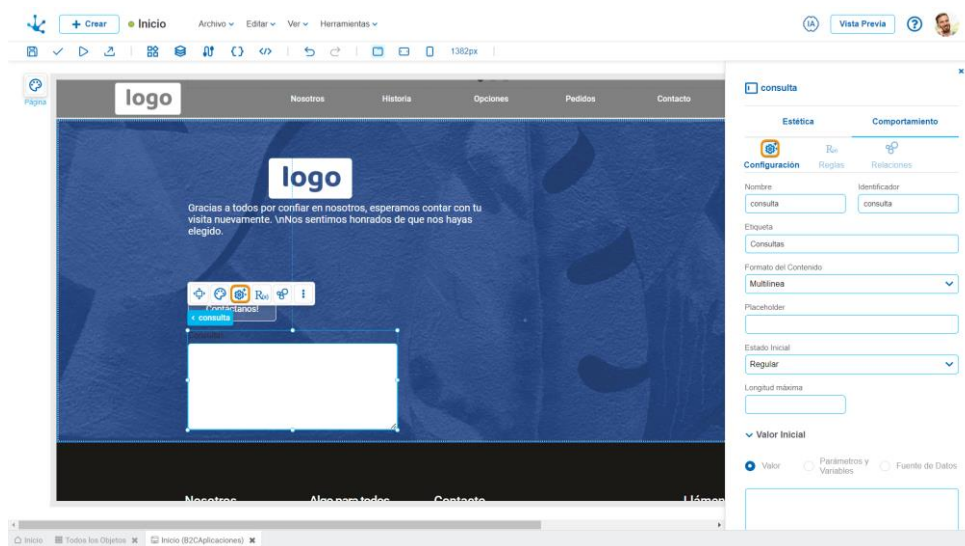 + Crear
Inicio
Archivo
Editar
Ver
Herramientas
IA
Vista Previa
?
1382px
Página
logo
Nosotros
Historia
Opciones
Pedidos
Contacto
logo
Gracias a todos por confiar en nosotros, esperamos contar con tu
visita nuevamente. \nNos sentimos honrados de que nos hayas
elegido.
R(x)
Contáctanos!
consulta
Nosotros
Algo para todos
Contacto
consulta
Estética
Comportamiento
R(x)
Configuración
Reglas
Relaciones
Nombre
Identificador
consulta
consulta
Etiqueta
Consultas
Formato del Contenido
Multilinea
Placeholder
Estado Inicial
Regular
Longitud máxima
Valor Inicial
Valor
Parámetros y
Variables
Fuente de Datos
Inicio
Todos los Objetos
Inicio (B2CAplicaciones)